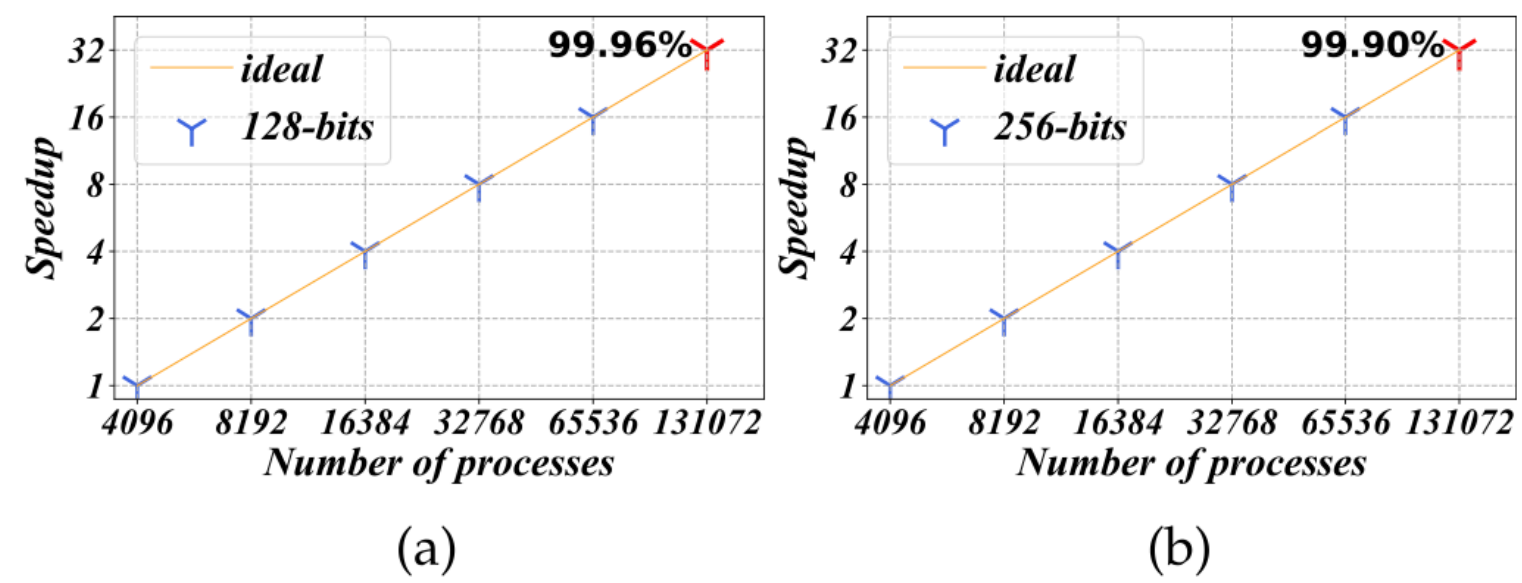 99.96%
ideal
128-bits
Speedup
32
16
8
4
2
1
4096 8192 16384 32768 65536 131072
Number of processes
(a)
99.90%
ideal
256-bits
Speedup
32
16
8
4
2
1
4096 8192 16384 32768 65536 131072
Number of processes
(b)